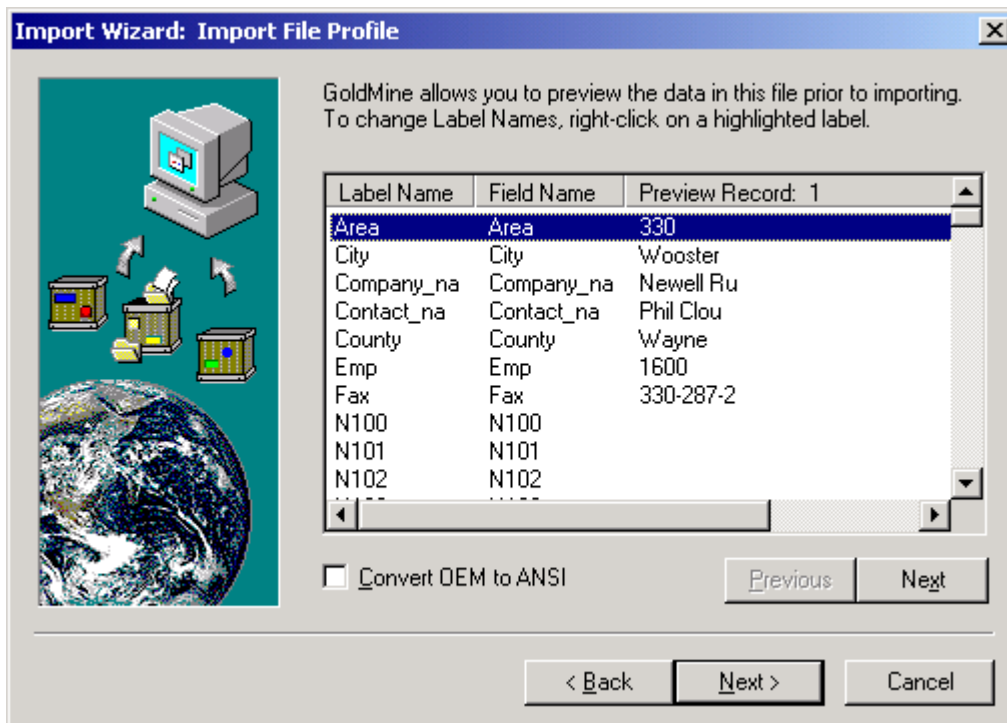 Import Wizard: Import File Profile
GoldMine allows you to preview the data in this file prior to importing.
To change Label Names, right-click on a highlighted label.
Label Name Field Name Preview Record: 1
Area Area 330
City City Wooster
Company_na Company_na Newell Ru
Contact_na Contact_na Phil Clou
County County Wayne
Emp Emp 1600
Fax Fax 330-287-2
N100 N100
N101 N101
N102 N102
Convert OEM to ANSI Previous Next
< Back Next > Cancel